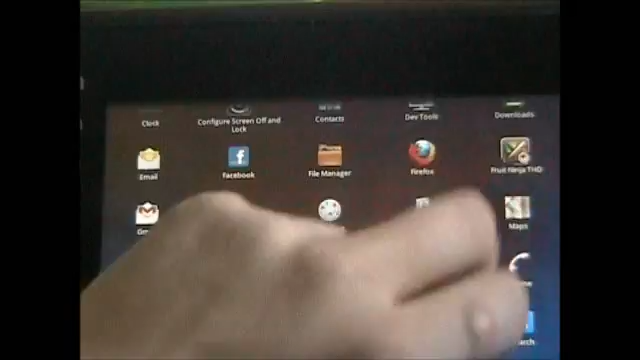 Clock
Configure Screen Off and
Lock
Contacts
Dev Tools
Downloads
Email
Facebook
File Manager
Firefox
Fruit Ninja THD
Maps